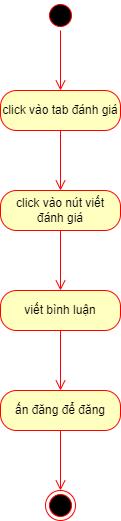 click vào tab đánh giá
click vào nút viết
đánh giá
viết bình luận
ấn đăng để đăng